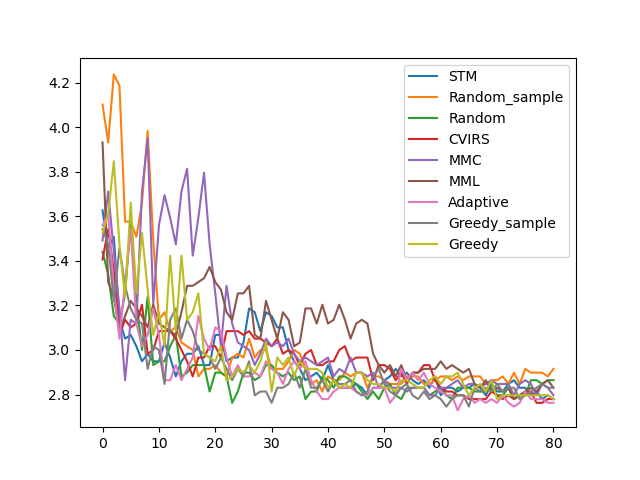 4.2
4.0
3.8
3.6
3.4
3.2
3.0
2.8
0 10 20 30 40 50 60 70 80
STM
Random_sample
Random
CVIRS
MMC
MML
Adaptive
Greedy_sample
Greedy